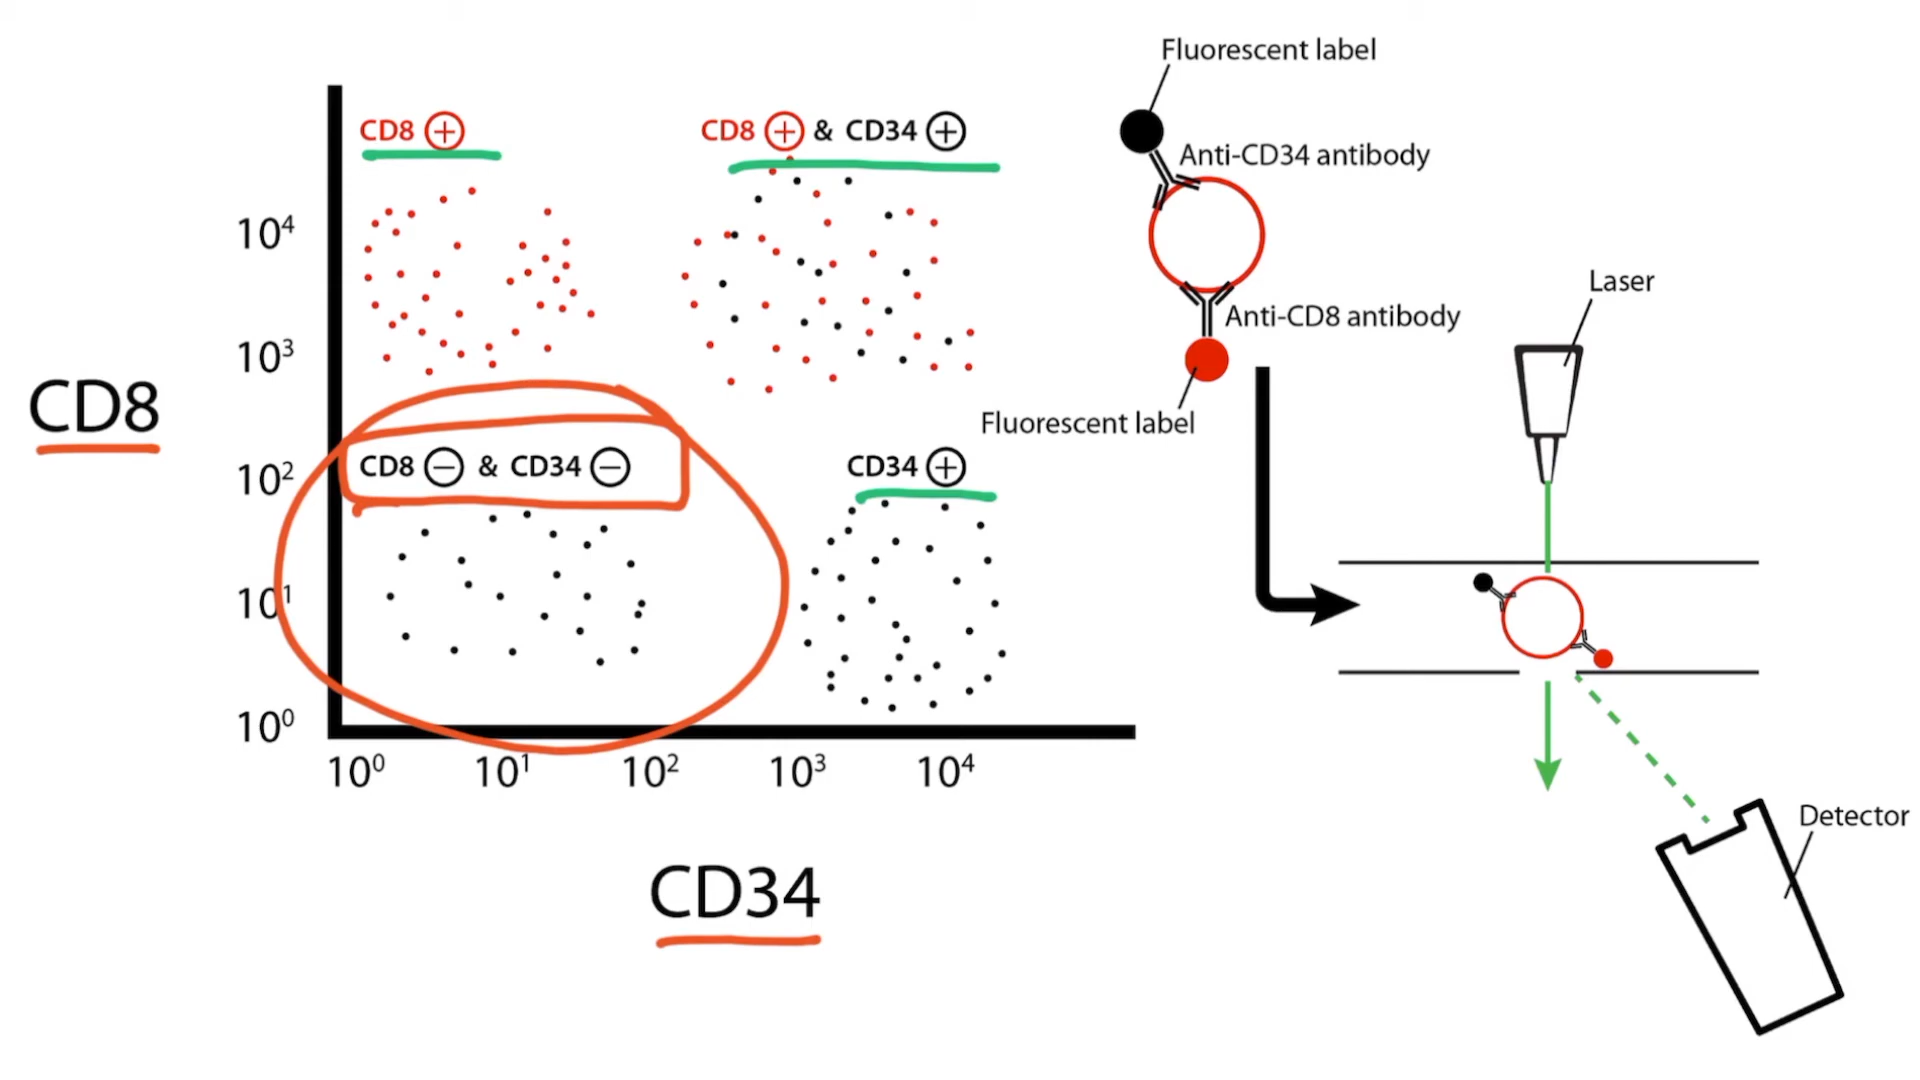 Fluorescent label
CD8 ⊕
CD8 ⊕ & CD34 ⊕
Anti-CD34 antibody
10⁴
Laser
Anti-CD8 antibody
10³
CD8
Fluorescent label
10²
CD8 ⊖ & CD34 ⊖
CD34 ⊕
10¹
10⁰
10⁰ 10¹ 10² 10³ 10⁴
Detector
CD34